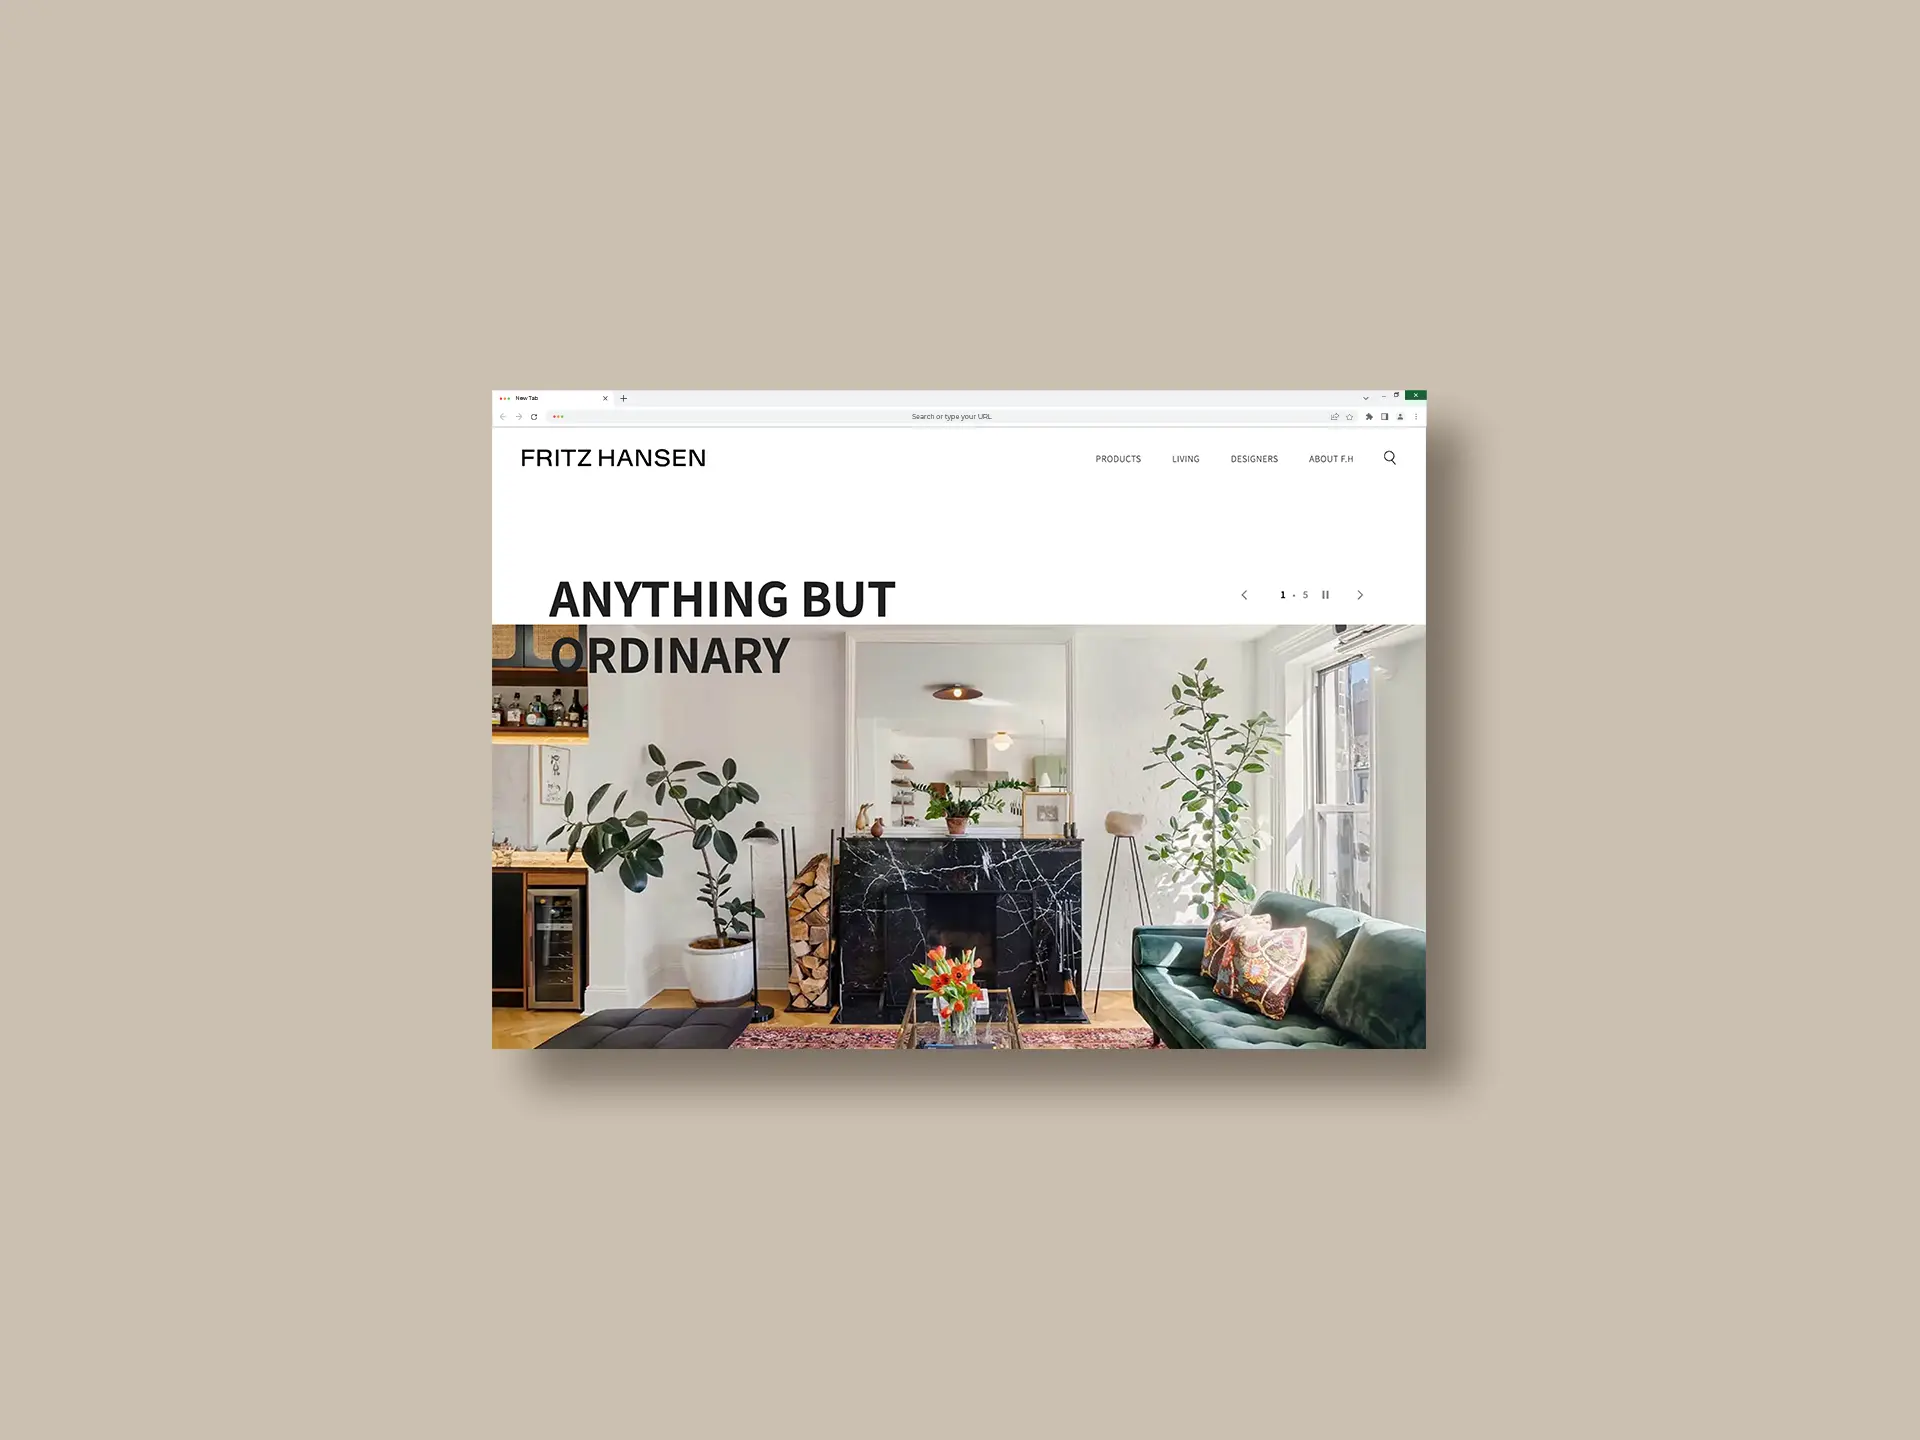 New Tab
Search or type your URL
FRITZ HANSEN
PRODUCTS LIVING DESIGNERS ABOUT F.H
ANYTHING BUT
ORDINARY
1 - 5